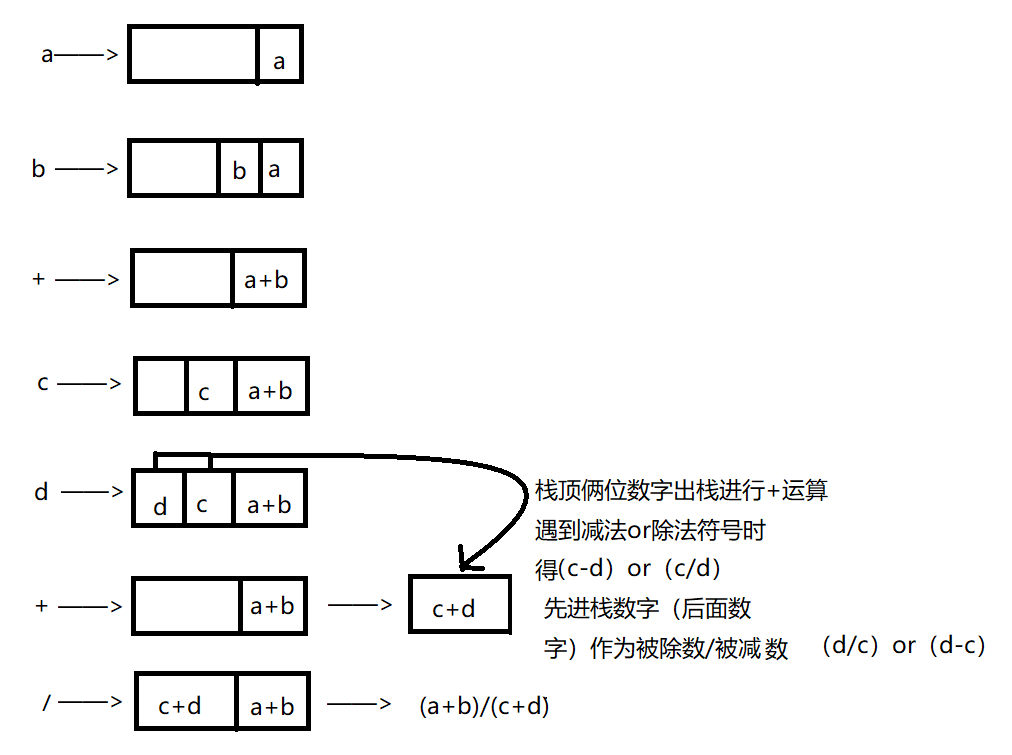 a——>
a
b ——>
b a
+ ——>
a+b
c ——>
c a+b
d ——>
d c a+b
栈顶俩位数字出栈进行+运算
遇到减法or除法符号时
得(c-d）or（c/d）
+ ——>
a+b
——>
c+d
先进栈数字（后面数
字）作为被除数/被减数
（d/c）or（d-c）
/ ——>
c+d a+b
——>
(a+b)/(c+d)